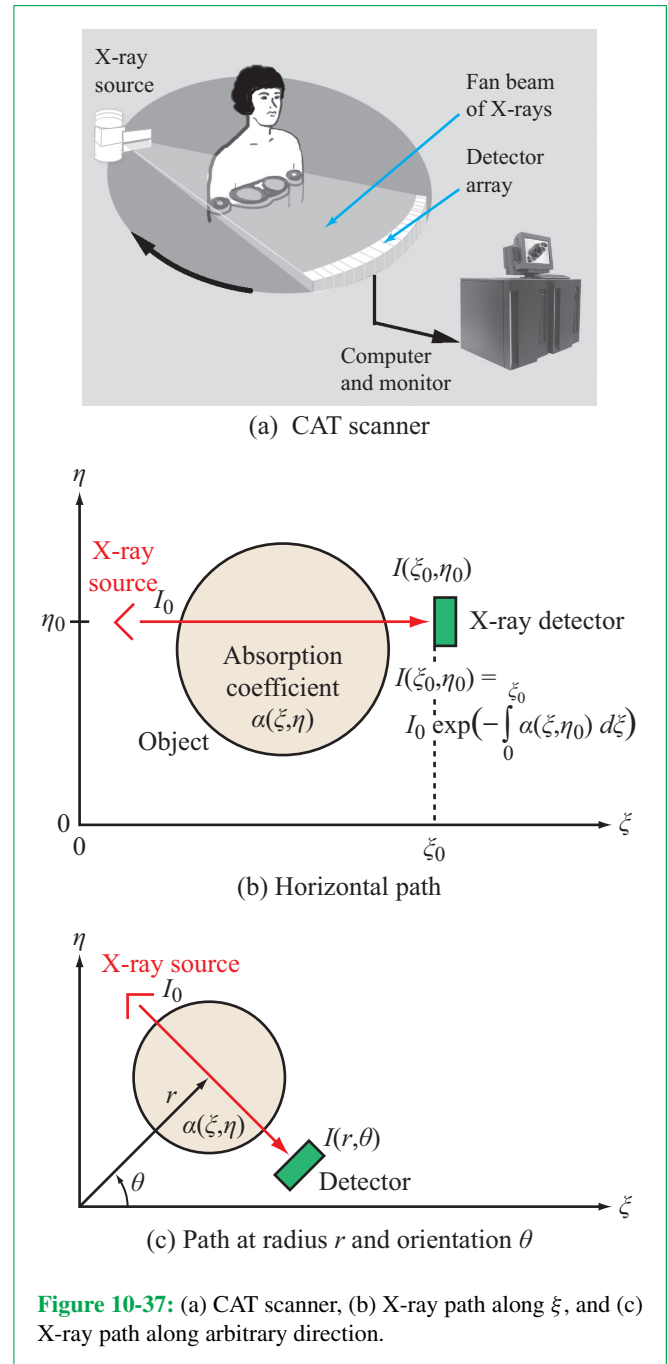 X-ray
source
Fan beam
of X-rays
Detector
array
Computer
and monitor
(a) CAT scanner
η
X-ray
source
I₀
I(ξ₀,η₀)
η₀
X-ray detector
Absorption
coefficient
α(ξ,η)
I(ξ₀,η₀) =
I₀ exp(−∫₀^ξ₀ α(ξ,η₀) dξ)
Object
0
0
ξ₀
ξ
(b) Horizontal path
η
X-ray source
I₀
r
α(ξ,η)
I(r,θ)
θ
Detector
ξ
(c) Path at radius r and orientation θ
Figure 10-37: (a) CAT scanner, (b) X-ray path along ξ, and (c)
X-ray path along arbitrary direction.